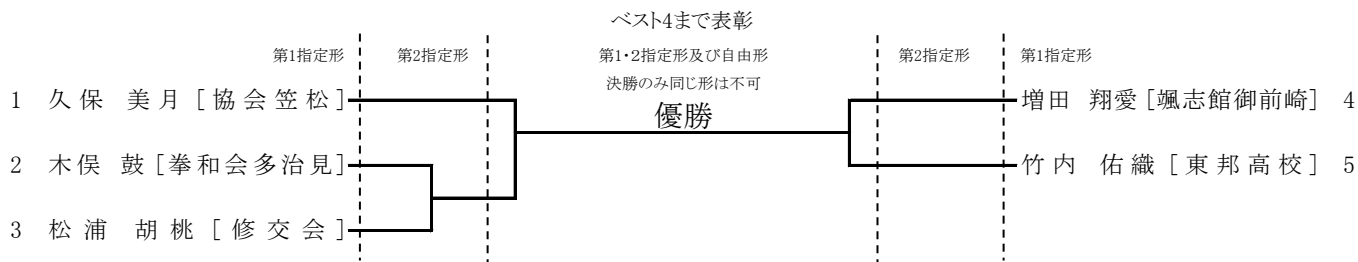 ベスト4まで表彰
第1指定形 第2指定形 第1・2指定形及び自由形 第2指定形 第1指定形
決勝のみ同じ形は不可
優勝
1 久保 美月 [協会笠松]
増田 翔愛 [颯志館御前崎] 4
2 木俣 鼓 [拳和会多治見]
竹内 佑織 [東邦高校] 5
3 松浦 胡桃 [修交会]